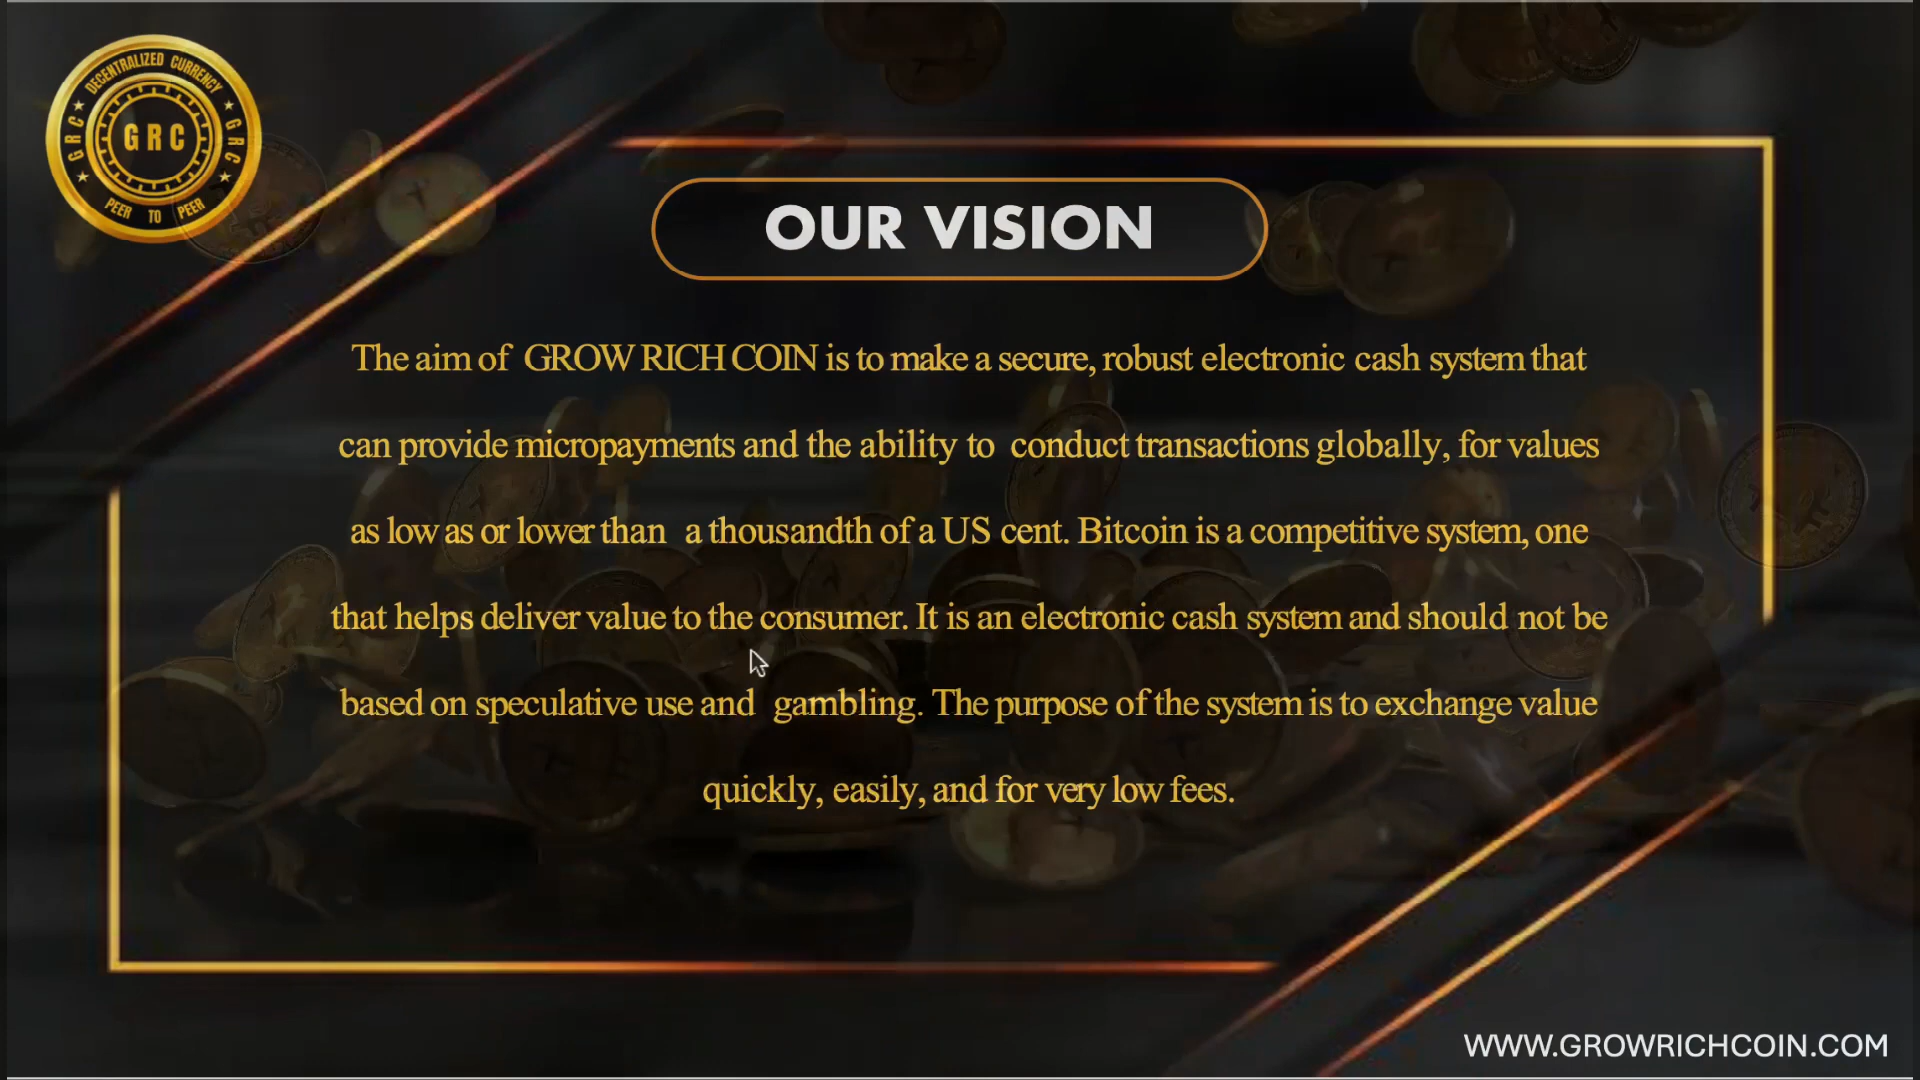 DECENTRALIZED CURRENCY
GRC
GRC
GRC
PEER TO PEER
OUR VISION
The aim of GROW RICH COIN is to make a secure, robust electronic cash system that
can provide micropayments and the ability to conduct transactions globally, for values
as low as or lower than a thousandth of a US cent. Bitcoin is a competitive system, one
that helps deliver value to the consumer. It is an electronic cash system and should not be
based on speculative use and gambling. The purpose of the system is to exchange value
quickly, easily, and for very low fees.
WWW.GROWRICHCOIN.COM